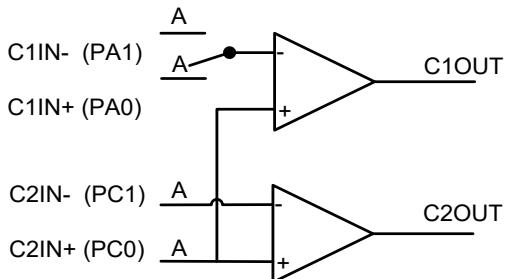 A
C1IN- (PA1) A - C1OUT
C1IN+ (PA0) +
C2IN- (PC1) A - C2OUT
C2IN+ (PC0) A +